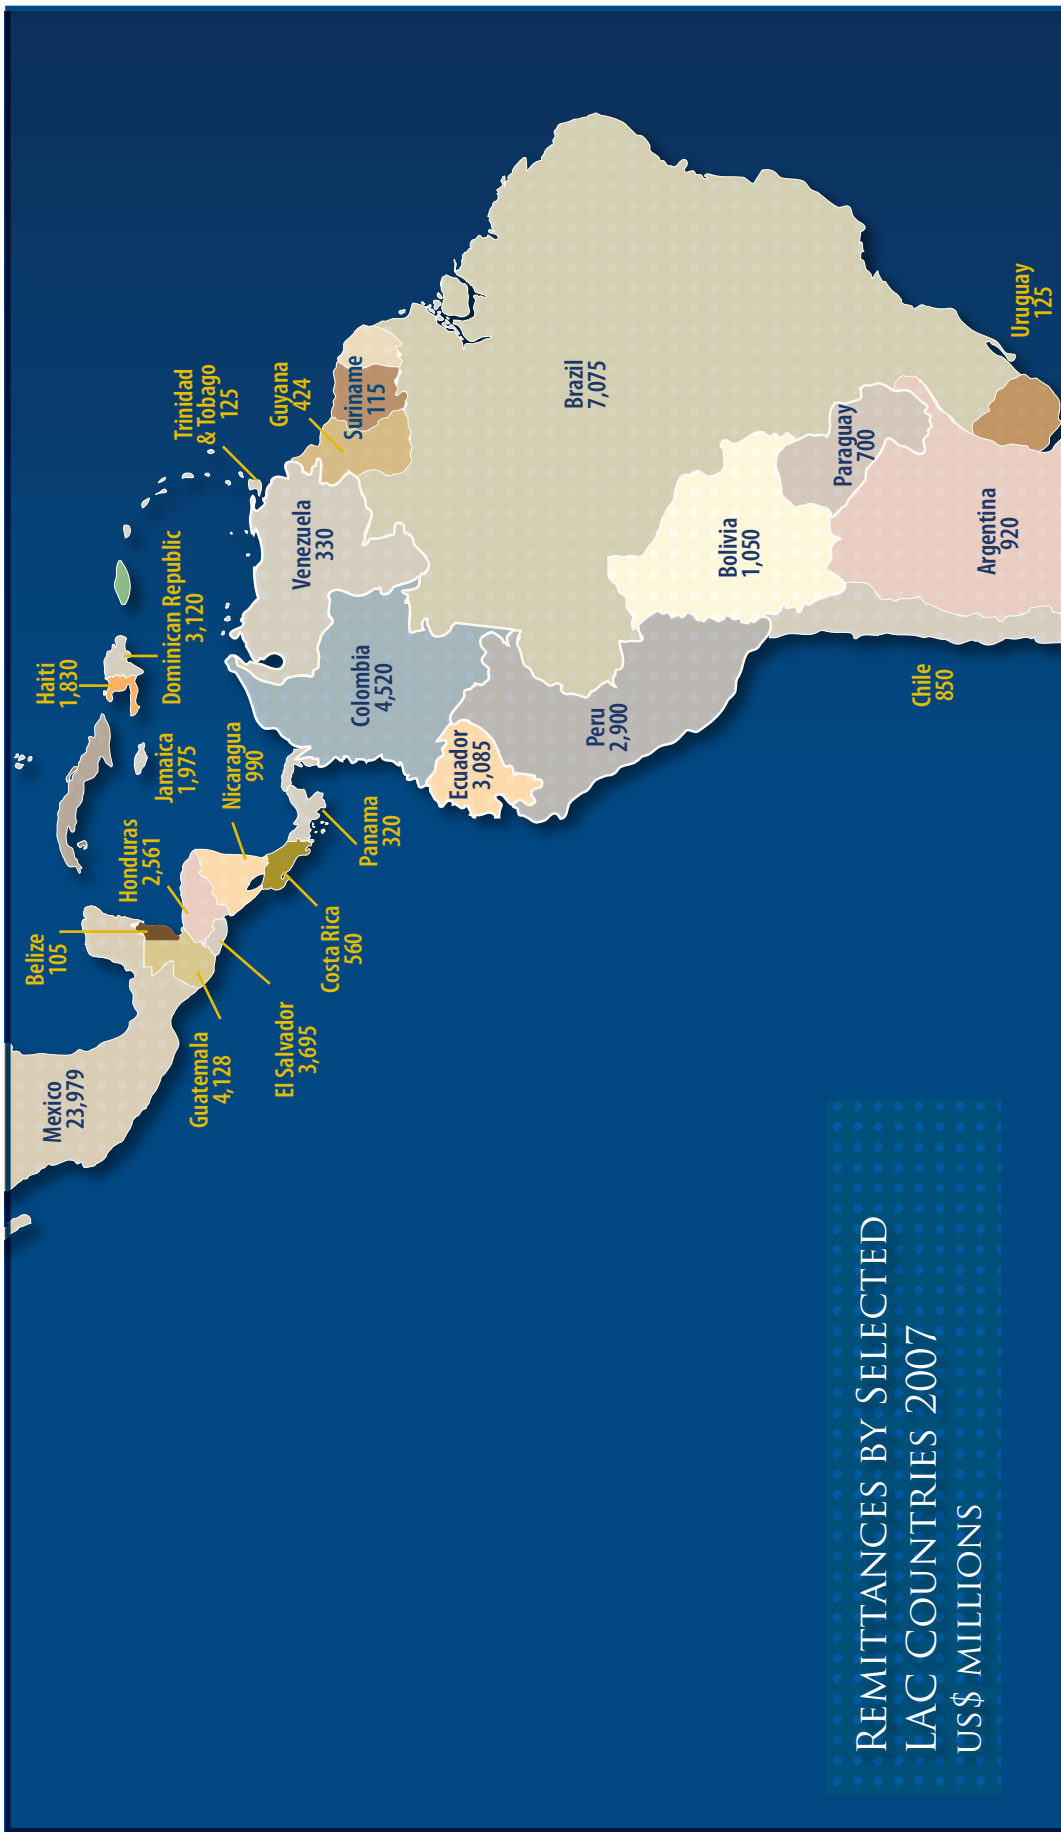 Mexico
23,979
Belize
105
Guatemala
4,128
El Salvador
3,695
Honduras
2,561
Nicaragua
990
Costa Rica
560
Panama
320
Jamaica
1,975
Haiti
1,830
Dominican Republic
3,120
Trinidad
& Tobago
125
Guyana
424
Suriname
115
Venezuela
330
Colombia
4,520
Ecuador
3,085
Peru
2,900
Brazil
7,075
Bolivia
1,050
Paraguay
700
Chile
850
Argentina
920
Uruguay
125
Remittances by Selected
LAC Countries 2007
US$ millions